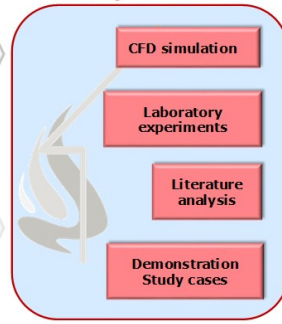 CFD simulation
Laboratory
experiments
Literature
analysis
Demonstration
Study cases